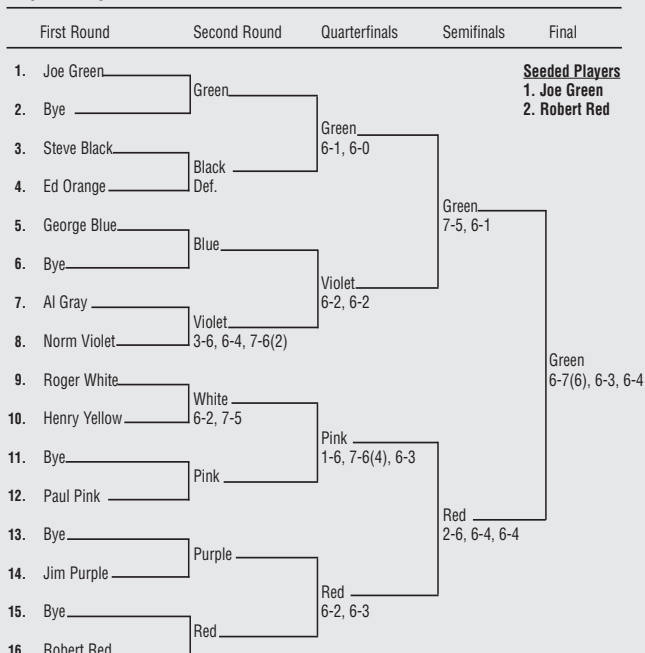 First Round Second Round Quarterfinals Semifinals Final
Seeded Players
1. Joe Green
2. Robert Red
1. Joe Green
2. Bye
3. Steve Black
4. Ed Orange
5. George Blue
6. Bye
7. Al Gray
8. Norm Violet
9. Roger White
10. Henry Yellow
11. Bye
12. Paul Pink
13. Bye
14. Jim Purple
15. Bye
16. Robert Red
Green
Black
Def.
Blue
Violet
3-6, 6-4, 7-6(2)
White
6-2, 7-5
Pink
Purple
Red
Green
6-1, 6-0
Violet
6-2, 6-2
Pink
1-6, 7-6(4), 6-3
Red
6-2, 6-3
Green
7-5, 6-1
Red
2-6, 6-4, 6-4
Green
6-7(6), 6-3, 6-4